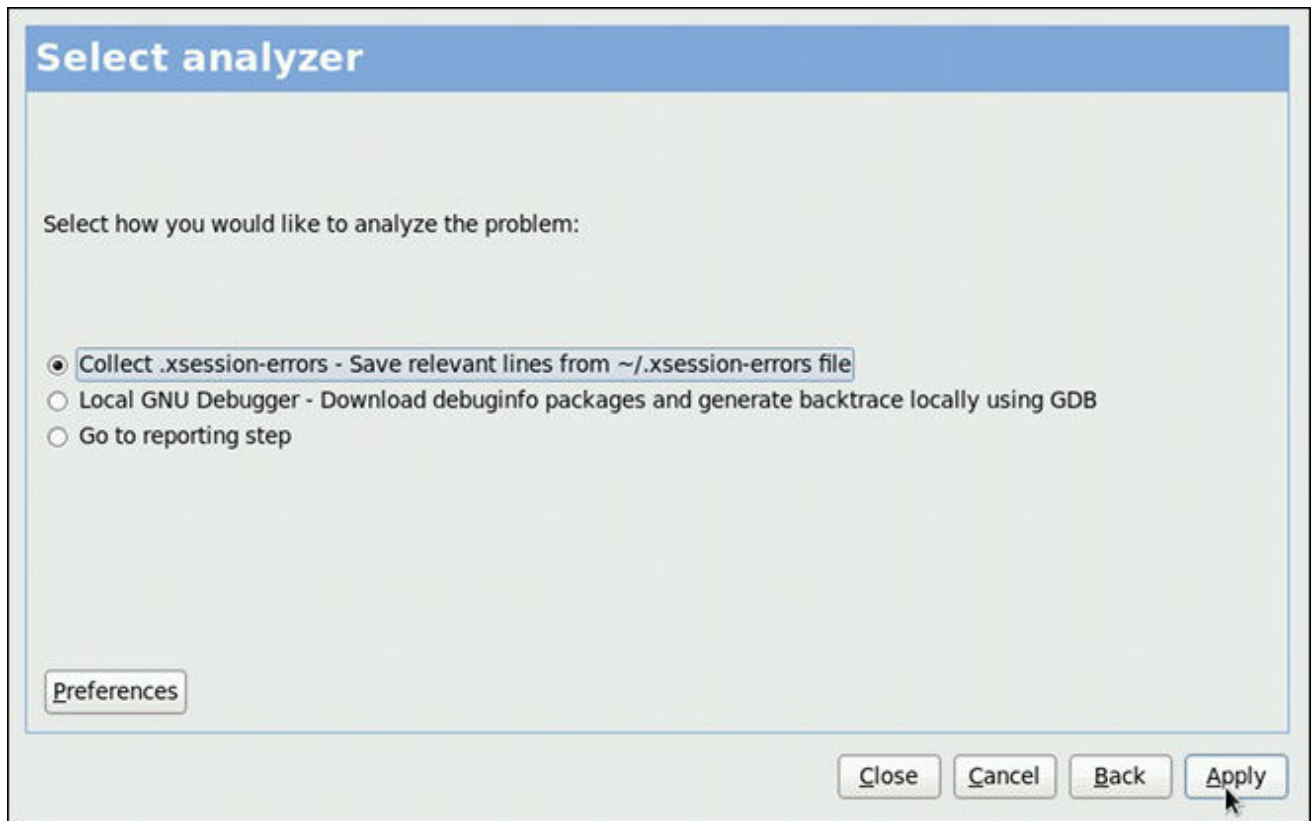 Select analyzer
Select how you would like to analyze the problem:
Collect .xsession-errors - Save relevant lines from ~/.xsession-errors file
Local GNU Debugger - Download debuginfo packages and generate backtrace locally using GDB
Go to reporting step
Preferences
Close Cancel Back Apply